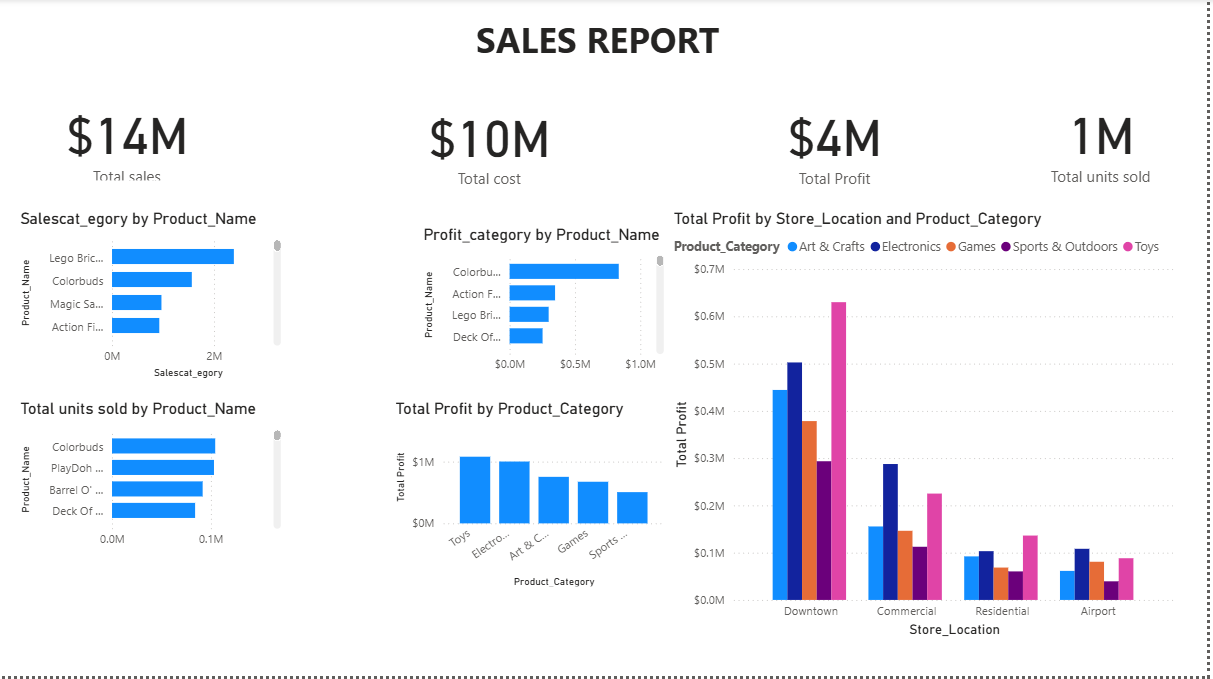 SALES REPORT
$14M
Total sales
$10M
Total cost
$4M
Total Profit
1M
Total units sold
Salescat_egory by Product_Name
Product_Name
Lego Bric...
Colorbuds
Magic Sa...
Action Fi...
0M 2M
Salescat_egory
Profit_category by Product_Name
Product_Name
Colorbu...
Action F...
Lego Bri...
Deck Of...
$0.0M $0.5M $1.0M
Total units sold by Product_Name
Product_Name
Colorbuds
PlayDoh ...
Barrel O' ...
Deck Of ...
0.0M 0.1M
Total Profit by Product_Category
Total Profit
$1M
$0M
Toys Electro... Art & C... Games Sports ...
Product_Category
Total Profit by Store_Location and Product_Category
Product_Category Art & Crafts Electronics Games Sports & Outdoors Toys
Total Profit
$0.7M
$0.6M
$0.5M
$0.4M
$0.3M
$0.2M
$0.1M
$0.0M
Downtown Commercial Residential Airport
Store_Location